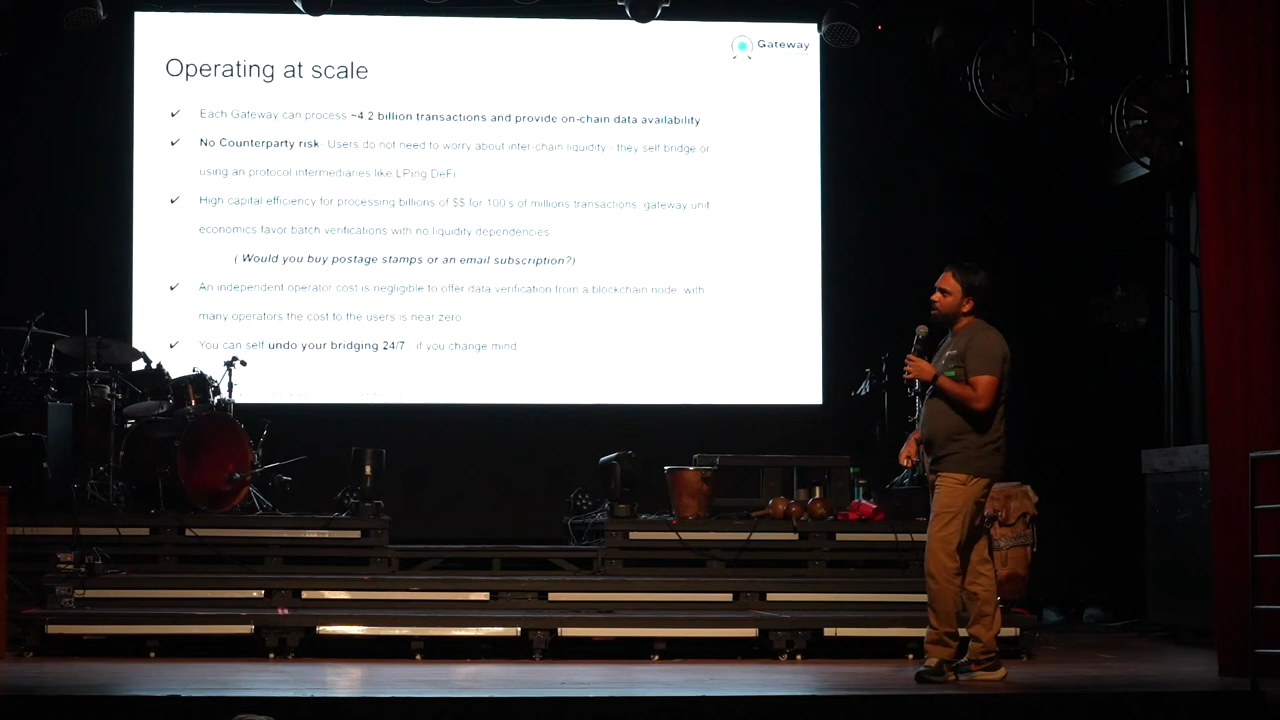 Gateway
Operating at scale
✓ Each Gateway can process ~4.2 billion transactions and provide on-chain data availability
✓ No Counterparty risk- Users do not need to worry about inter-chain liquidity - they self bridge or
using an protocol intermediaries like LPing DeFi
✓ High capital efficiency for processing billions of $$ for 100's of millions transactions, gateway unit
economics favor batch verifications with no liquidity dependencies.
( Would you buy postage stamps or an email subscription?)
✓ An independent operator cost is negligible to offer data verification from a blockchain node, with
many operators the cost to the users is near zero
✓ You can self undo your bridging 24/7 if you change mind